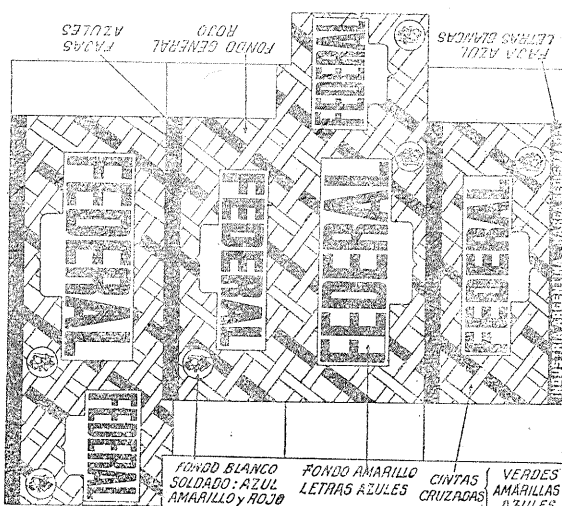 FAJAS
AZULES
FONDO GENERAL
ROJO
FAJA AZUL
LETRAS BLANCAS
FEDERAL
FEDERAL
FEDERAL
FEDERAL
FEDERAL
FEDERAL
FONDO BLANCO
SOLDADO: AZUL
AMARILLO y ROJO
FONDO AMARILLO
LETRAS AZULES
CINTAS
CRUZADAS
VERDES
AMARILLAS
AZULES